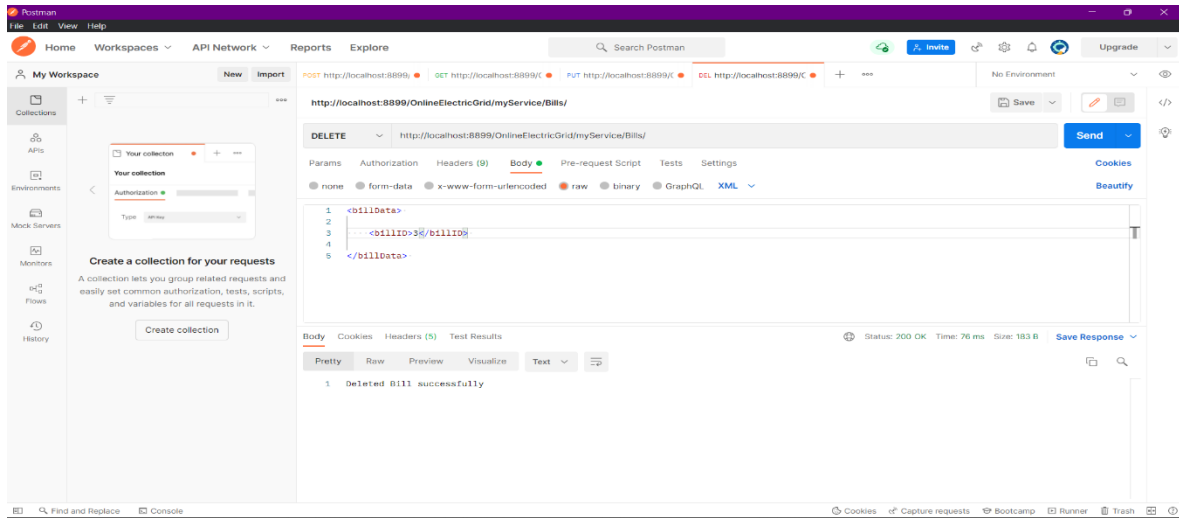 Postman
File Edit View Help
Home Workspaces API Network Reports Explore Search Postman Invite Upgrade
My Workspace New Import POST http://localhost:8899/ GET http://localhost:8899/C PUT http://localhost:8899/C DEL http://localhost:8899/C No Environment
Collections
APIs
Environments
Mock Servers
Monitors
Flows
History
Your collection
Your collection
Authorization
Type API Key
Create a collection for your requests
A collection lets you group related requests and
easily set common authorization, tests, scripts,
and variables for all requests in it.
Create collection
http://localhost:8899/OnlineElectricGrid/myService/Bills/ Save
DELETE http://localhost:8899/OnlineElectricGrid/myService/Bills/ Send
Params Authorization Headers (9) Body Pre-request Script Tests Settings Cookies
none form-data x-www-form-urlencoded raw binary GraphQL XML Beautify
1 <billData>
2
3 <billID>3</billID>
4
5 </billData>
Body Cookies Headers (5) Test Results Status: 200 OK Time: 76 ms Size: 183 B Save Response
Pretty Raw Preview Visualize Text
1 Deleted Bill successfully
Find and Replace Console Cookies Capture requests Bootcamp Runner Trash